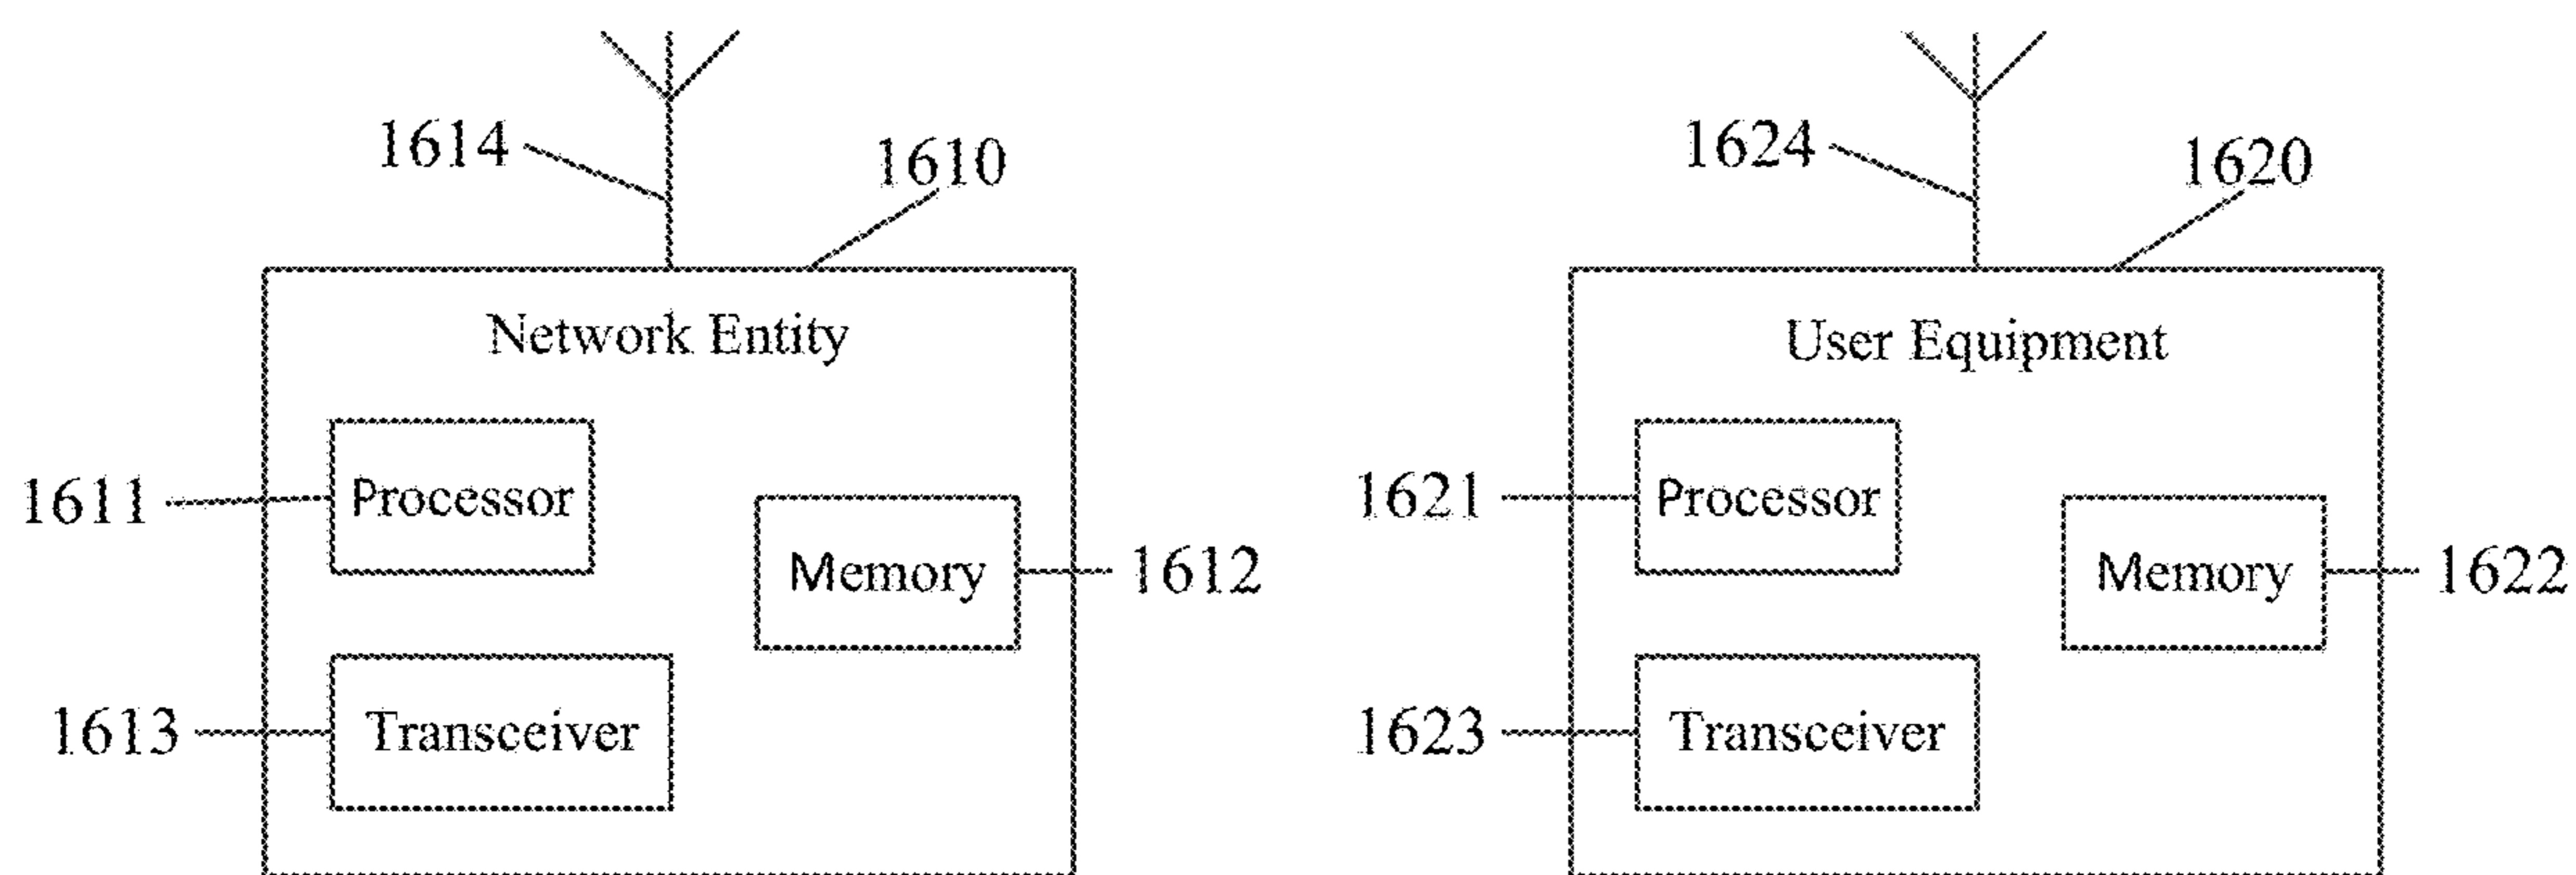 1614
1610
Network Entity
1611
Processor
Memory
1612
1613
Transceiver
1624
1620
User Equipment
1621
Processor
Memory
1622
1623
Transceiver